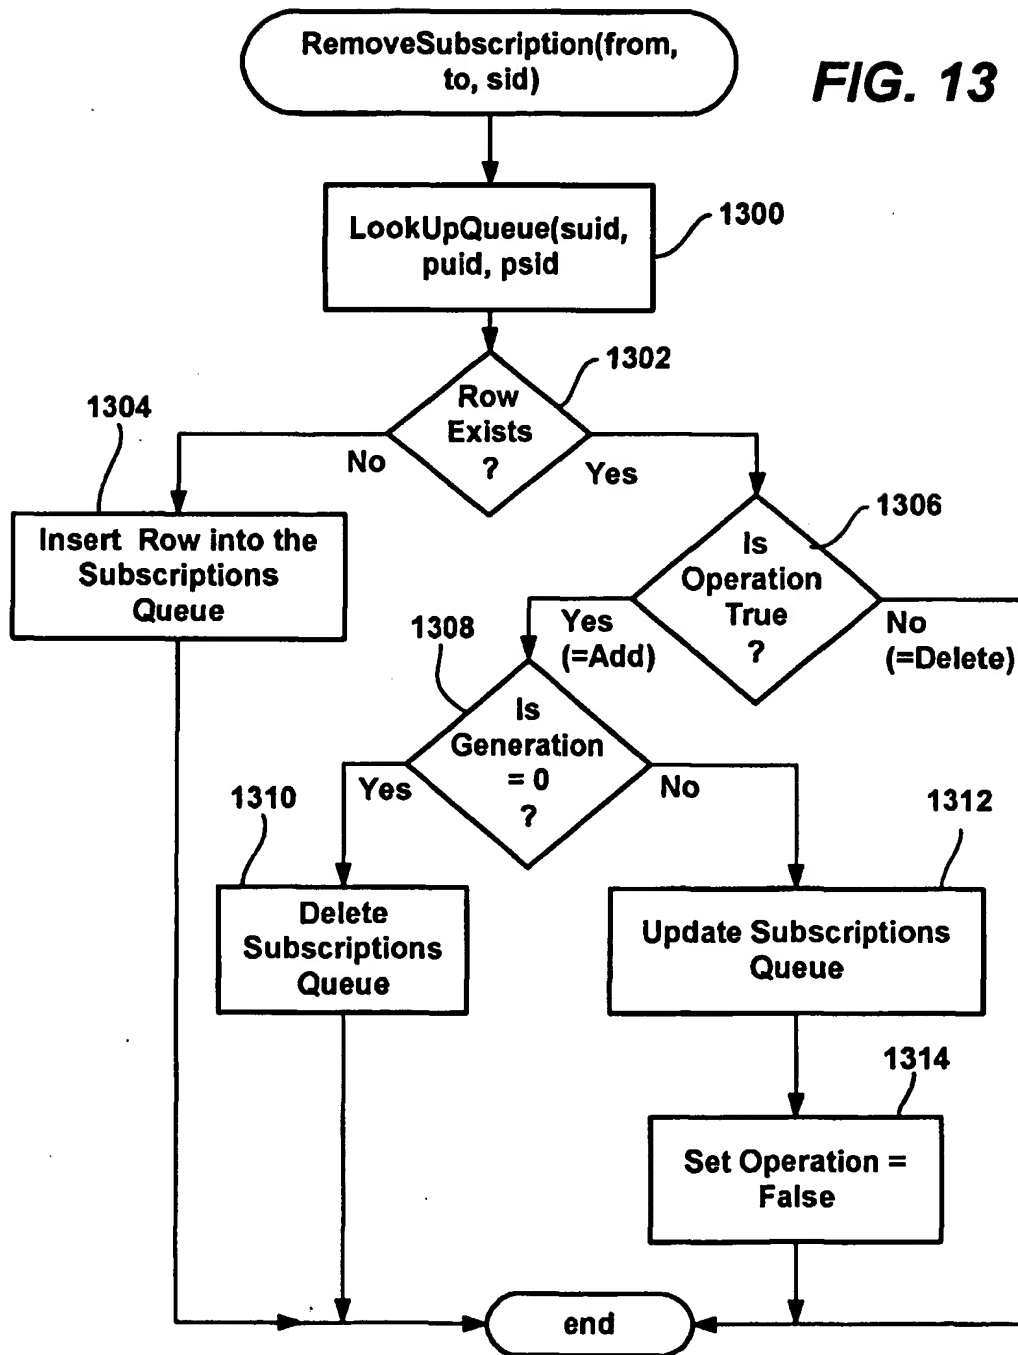 RemoveSubscription(from,
to, sid)
FIG. 13
LookUpQueue(suid,
puid, psid
1300
Row
Exists
?
1302
No
Yes
1304
Insert Row into the
Subscriptions
Queue
Is
Operation
True
?
1306
Yes
(=Add)
No
(=Delete)
1308
Is
Generation
= 0
?
Yes
No
1310
Delete
Subscriptions
Queue
1312
Update Subscriptions
Queue
1314
Set Operation =
False
end